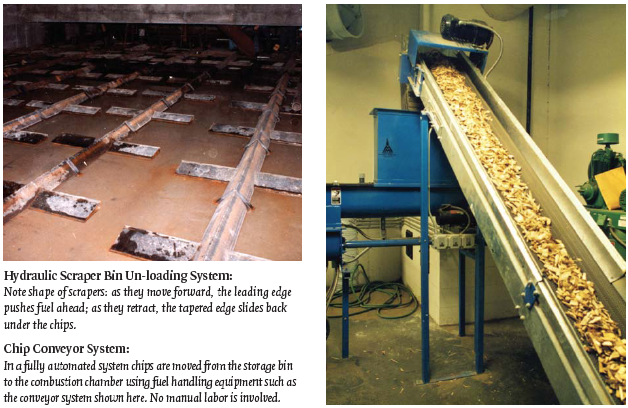 Hydraulic Scraper Bin Un-loading System:
Note shape of scrapers: as they move forward, the leading edge
pushes fuel ahead; as they retract, the tapered edge slides back
under the chips.
Chip Conveyor System:
In a fully automated system chips are moved from the storage bin
to the combustion chamber using fuel handling equipment such as
the conveyor system shown here. No manual labor is involved.